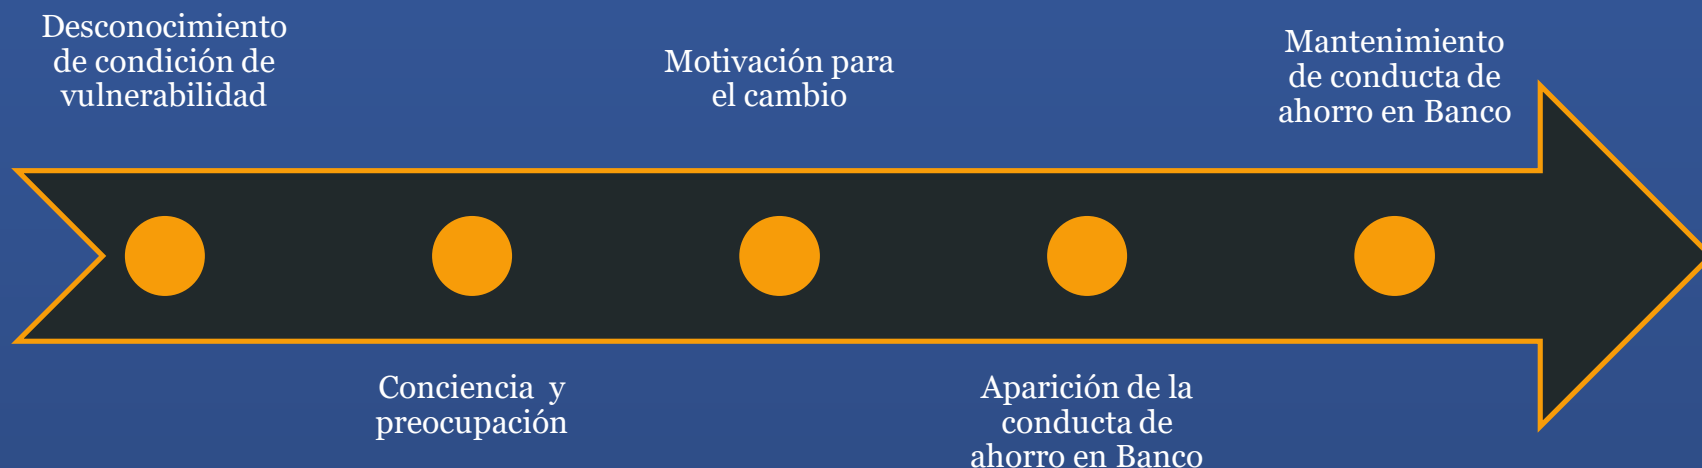 Desconocimiento
de condición de
vulnerabilidad
Conciencia y
preocupación
Motivación para
el cambio
Aparición de la
conducta de
ahorro en Banco
Mantenimiento
de conducta de
ahorro en Banco